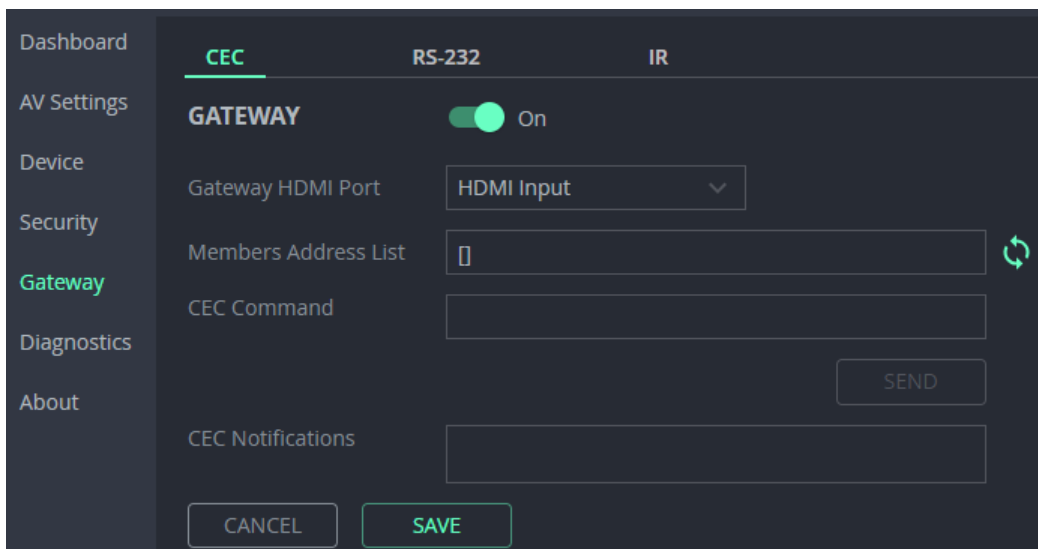 Dashboard
AV Settings
Device
Security
Gateway
Diagnostics
About
CEC RS-232 IR
GATEWAY On
Gateway HDMI Port HDMI Input
Members Address List []
CEC Command
SEND
CEC Notifications
CANCEL SAVE